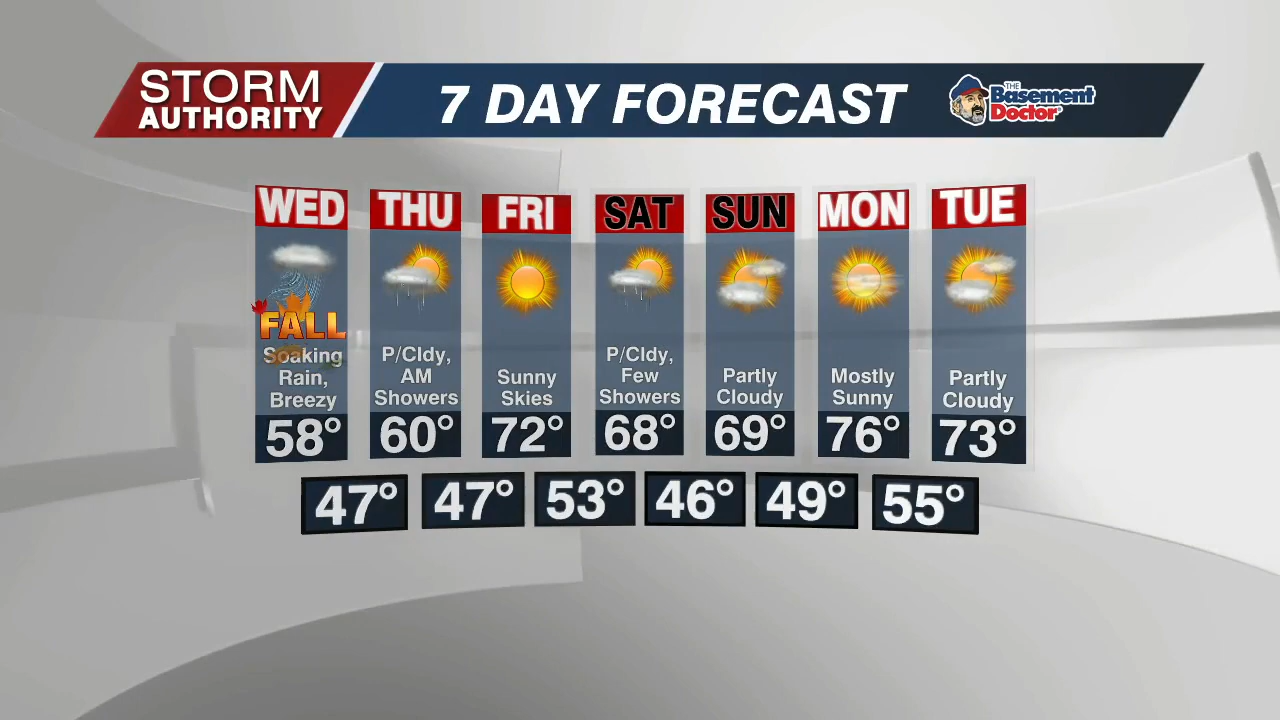 STORM
AUTHORITY
7 DAY FORECAST
THE
Basement
Doctor
WED
THU
FRI
SAT
SUN
MON
TUE
FALL
Soaking
Rain,
Breezy
P/Cldy,
AM
Showers
Sunny
Skies
P/Cldy,
Few
Showers
Partly
Cloudy
Mostly
Sunny
Partly
Cloudy
58°
60°
72°
68°
69°
76°
73°
47°
47°
53°
46°
49°
55°